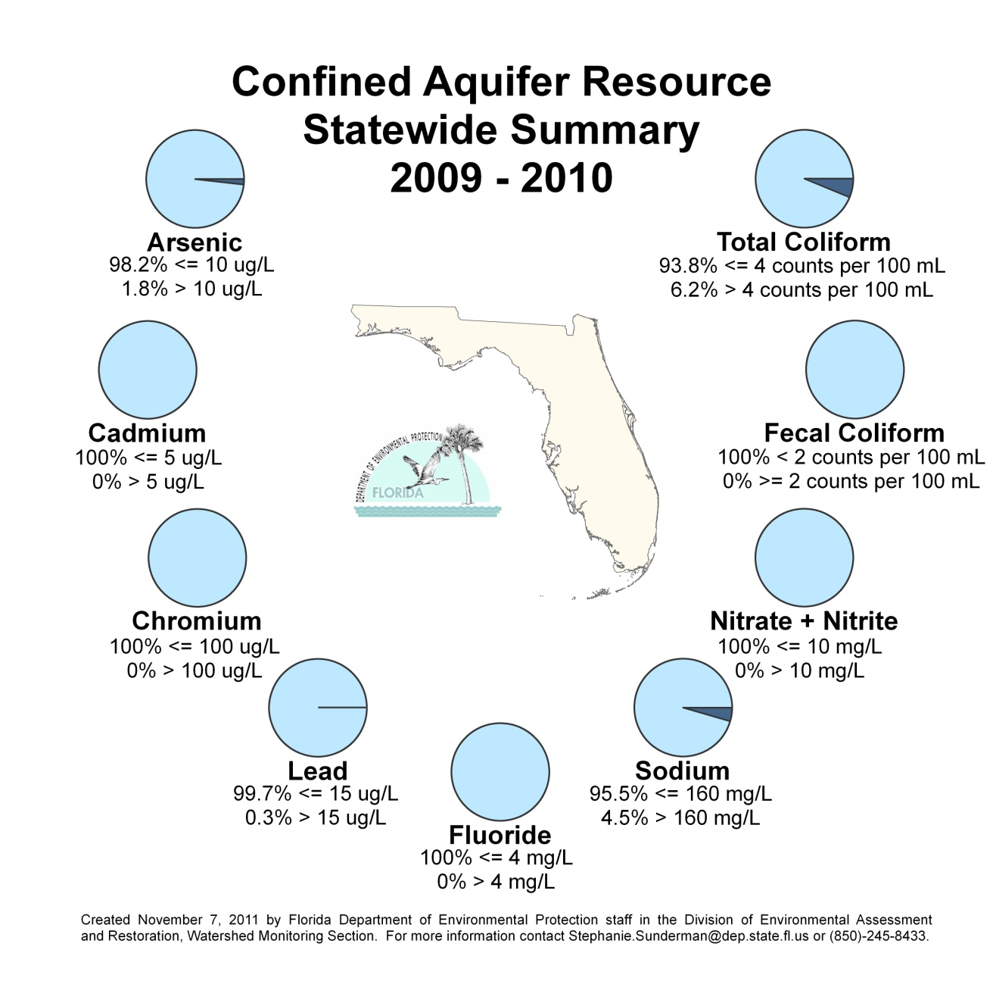 Confined Aquifer Resource
Statewide Summary
2009 - 2010
Arsenic
98.2% <= 10 ug/L
1.8% > 10 ug/L
Total Coliform
93.8% <= 4 counts per 100 mL
6.2% > 4 counts per 100 mL
Cadmium
100% <= 5 ug/L
0% > 5 ug/L
DEPARTMENT OF ENVIRONMENTAL PROTECTION
FLORIDA
Fecal Coliform
100% < 2 counts per 100 mL
0% >= 2 counts per 100 mL
Chromium
100% <= 100 ug/L
0% > 100 ug/L
Nitrate + Nitrite
100% <= 10 mg/L
0% > 10 mg/L
Lead
99.7% <= 15 ug/L
0.3% > 15 ug/L
Fluoride
100% <= 4 mg/L
0% > 4 mg/L
Sodium
95.5% <= 160 mg/L
4.5% > 160 mg/L
Created November 7, 2011 by Florida Department of Environmental Protection staff in the Division of Environmental Assessment
and Restoration, Watershed Monitoring Section. For more information contact Stephanie.Sunderman@dep.state.fl.us or (850)-245-8433.